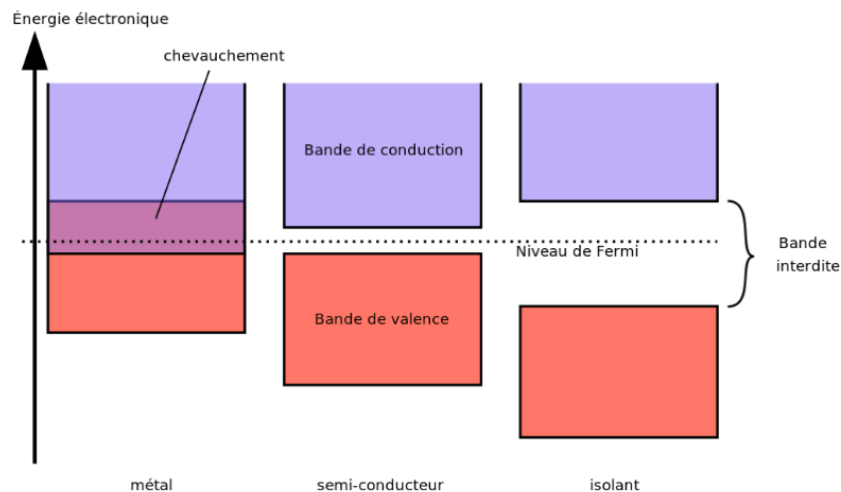 Énergie électronique
chevauchement
Bande de conduction
Niveau de Fermi
Bande
interdite
Bande de valence
métal
semi-conducteur
isolant